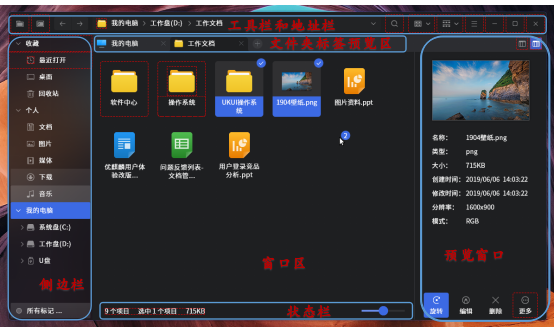 我的电脑 > 工作盘(D:) > 工作文档
工具栏和地址栏
收藏
最近打开
桌面
回收站
个人
文档
图片
媒体
下载
音乐
我的电脑
系统盘(C:)
工作盘(D:)
U盘
侧边栏
所有标记 ...
我的电脑
工作文档
文件夹标签预览区
软件中心
操作系统
UKUI操作系
统
1904壁纸.png
图片资料.ppt
优麒麟用户体
验改版...
问题反馈列表-
文档管...
用户登录竞品
分析.ppt
2
窗口区
9个项目 选中1个项目 715KB
状态栏
名称: 1904壁纸.png
类型: png
大小: 715KB
创建时间: 2019/06/06 14:03:22
修改时间: 2019/06/06 14:03:22
分辨率: 1600x900
模式: RGB
预览窗口
旋转
编辑
删除
更多